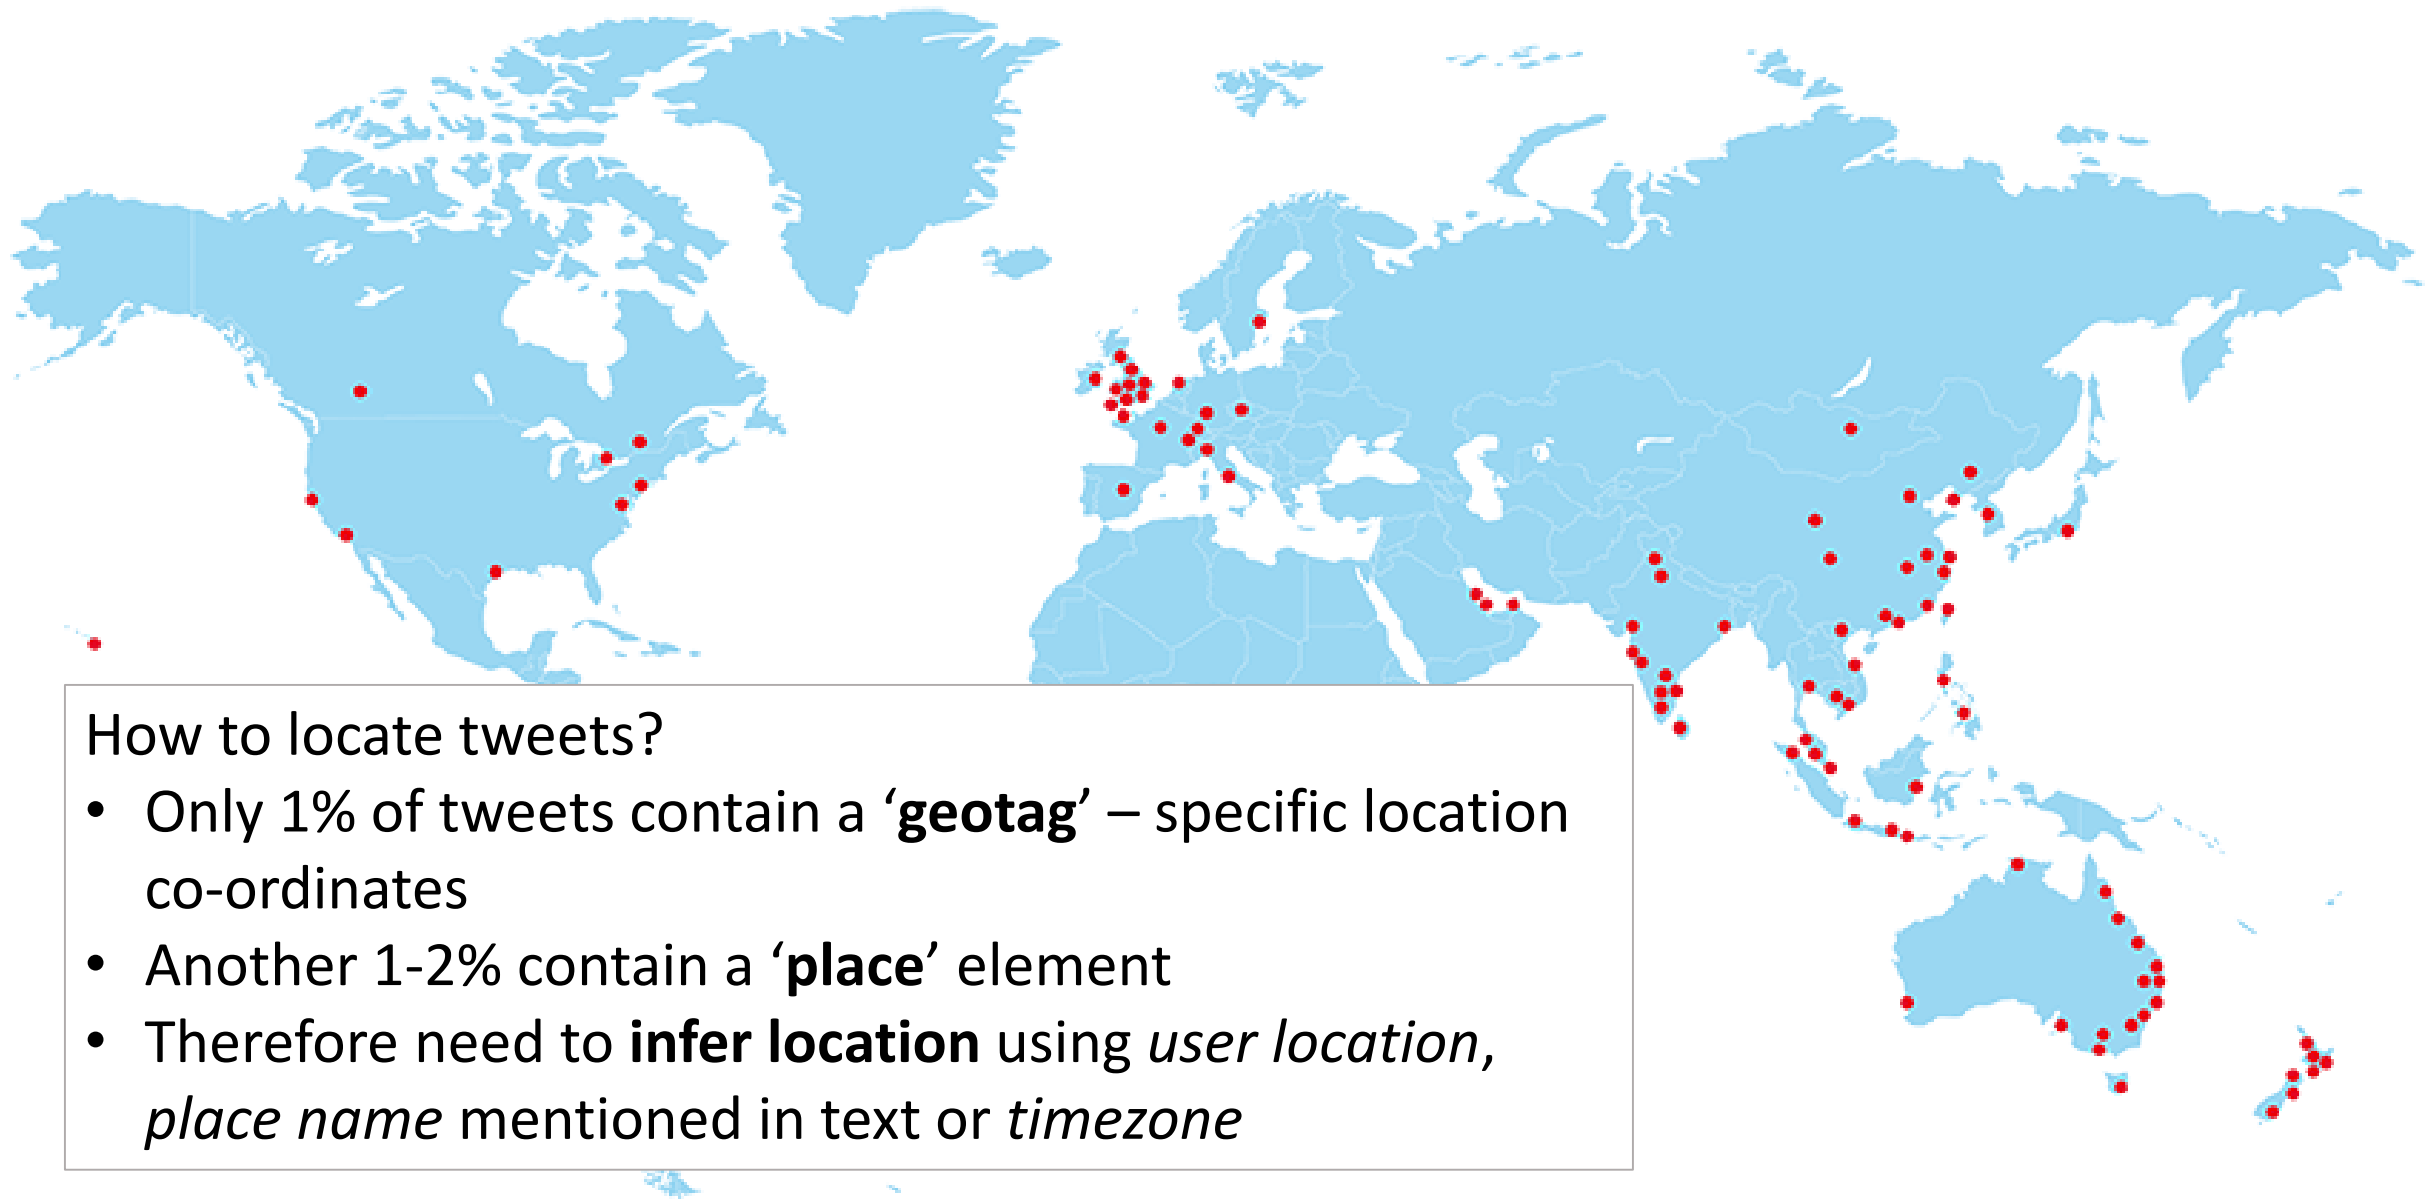 How to locate tweets?
• Only 1% of tweets contain a ‘geotag’ – specific location
co-ordinates
• Another 1-2% contain a ‘place’ element
• Therefore need to infer location using user location,
place name mentioned in text or timezone